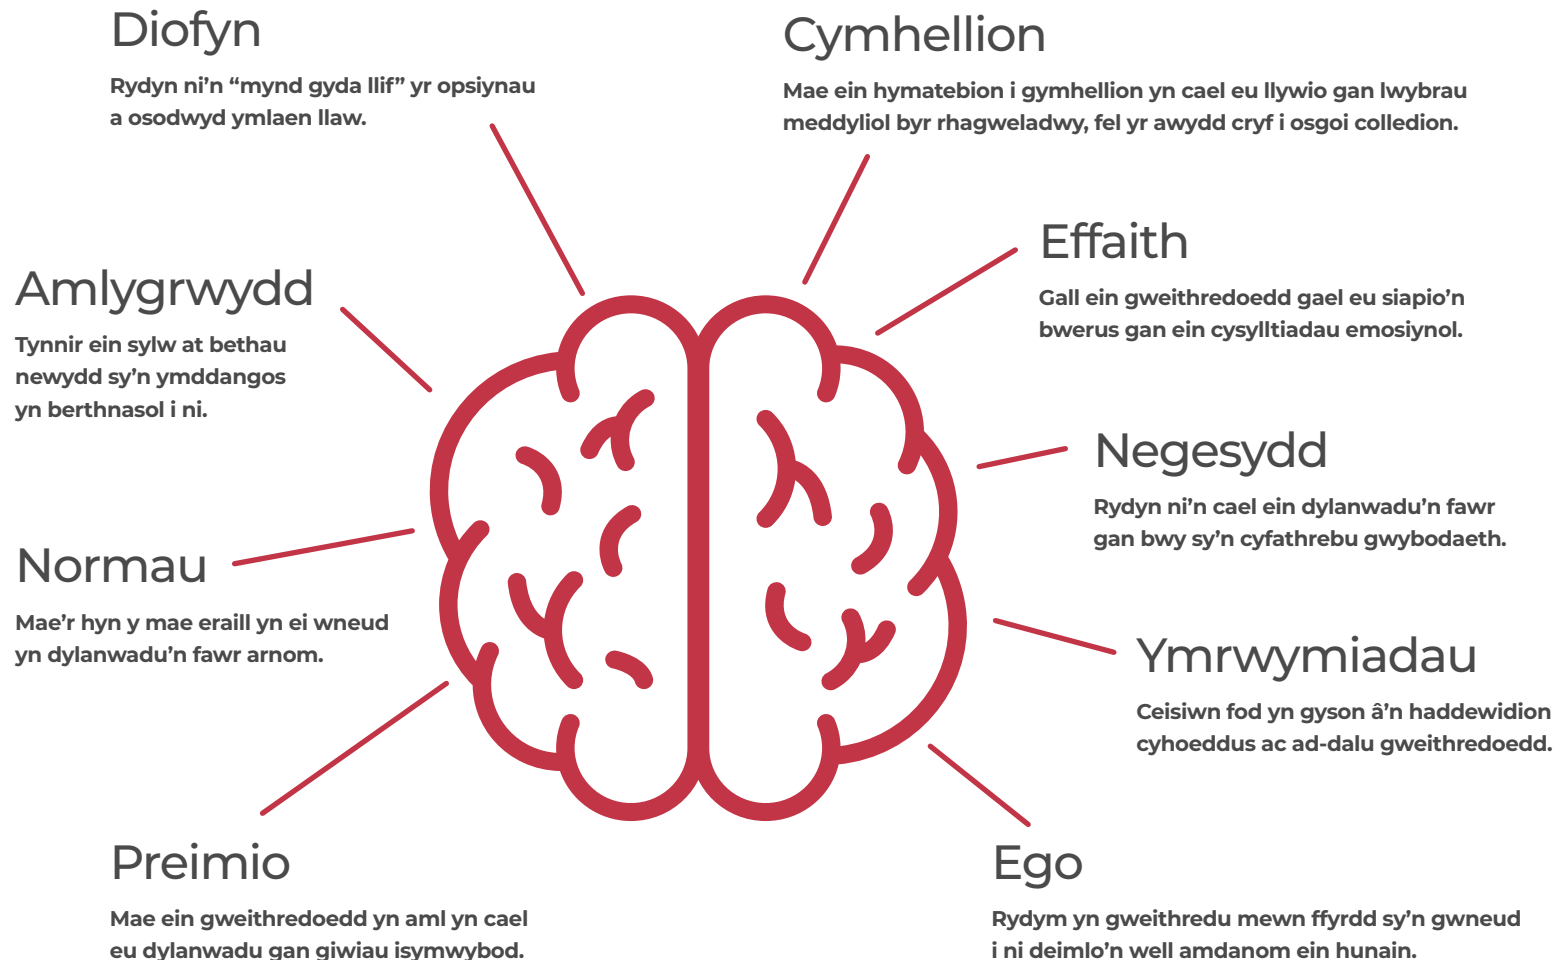 Diofyn
Rydyn ni’n “mynd gyda llif” yr opsiynau
a osodwyd ymlaen llaw.
Cymhellion
Mae ein hymatebion i gymhellion yn cael eu llywio gan lwybrau
meddyliol byr rhagweladwy, fel yr awydd cryf i osgoi colledion.
Amlygrwydd
Tynnir ein sylw at bethau
newydd sy’n ymddangos
yn berthnasol i ni.
Effaith
Gall ein gweithredoedd gael eu siapio’n
bwerus gan ein cysylltiadau emosiynol.
Normau
Mae’r hyn y mae eraill yn ei wneud
yn dylanwadu’n fawr arnom.
Negesydd
Rydyn ni’n cael ein dylanwadu’n fawr
gan bwy sy’n cyfathrebu gwybodaeth.
Ymrwymiadau
Ceisiwn fod yn gyson â’n haddewidion
cyhoeddus ac ad-dalu gweithredoedd.
Preimio
Mae ein gweithredoedd yn aml yn cael
eu dylanwadu gan giwiau isymwybod.
Ego
Rydym yn gweithredu mewn ffyrdd sy’n gwneud
i ni deimlo’n well amdanom ein hunain.